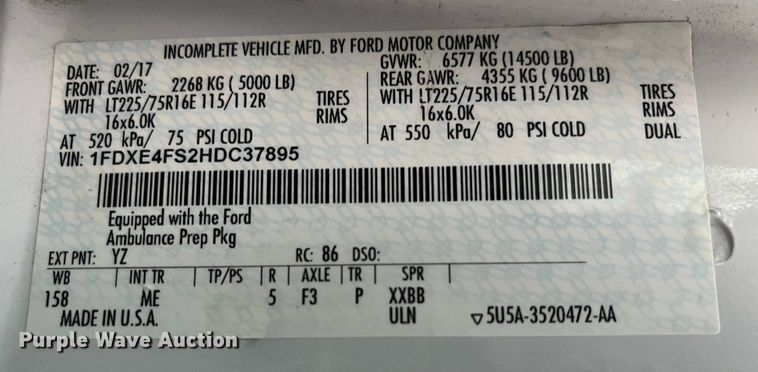 INCOMPLETE VEHICLE MFD. BY FORD MOTOR COMPANY
DATE: 02/17 GVWR: 6577 KG (14500 LB)
FRONT GAWR: 2268 KG ( 5000 LB) REAR GAWR: 4355 KG ( 9600 LB)
WITH LT225/75R16E 115/112R TIRES WITH LT225/75R16E 115/112R TIRES
16x6.0K RIMS 16x6.0K RIMS
AT 520 kPa/ 75 PSI COLD AT 550 kPa/ 80 PSI COLD DUAL
VIN: 1FDXE4FS2HDC37895
Equipped with the Ford
Ambulance Prep Pkg
EXT PNT: YZ RC: 86 DSO:
WB INT TR TP/PS R AXLE TR SPR
158 ME 5 F3 P XXBB
MADE IN U.S.A. ULN ▽5U5A-3520472-AA
Purple Wave Auction